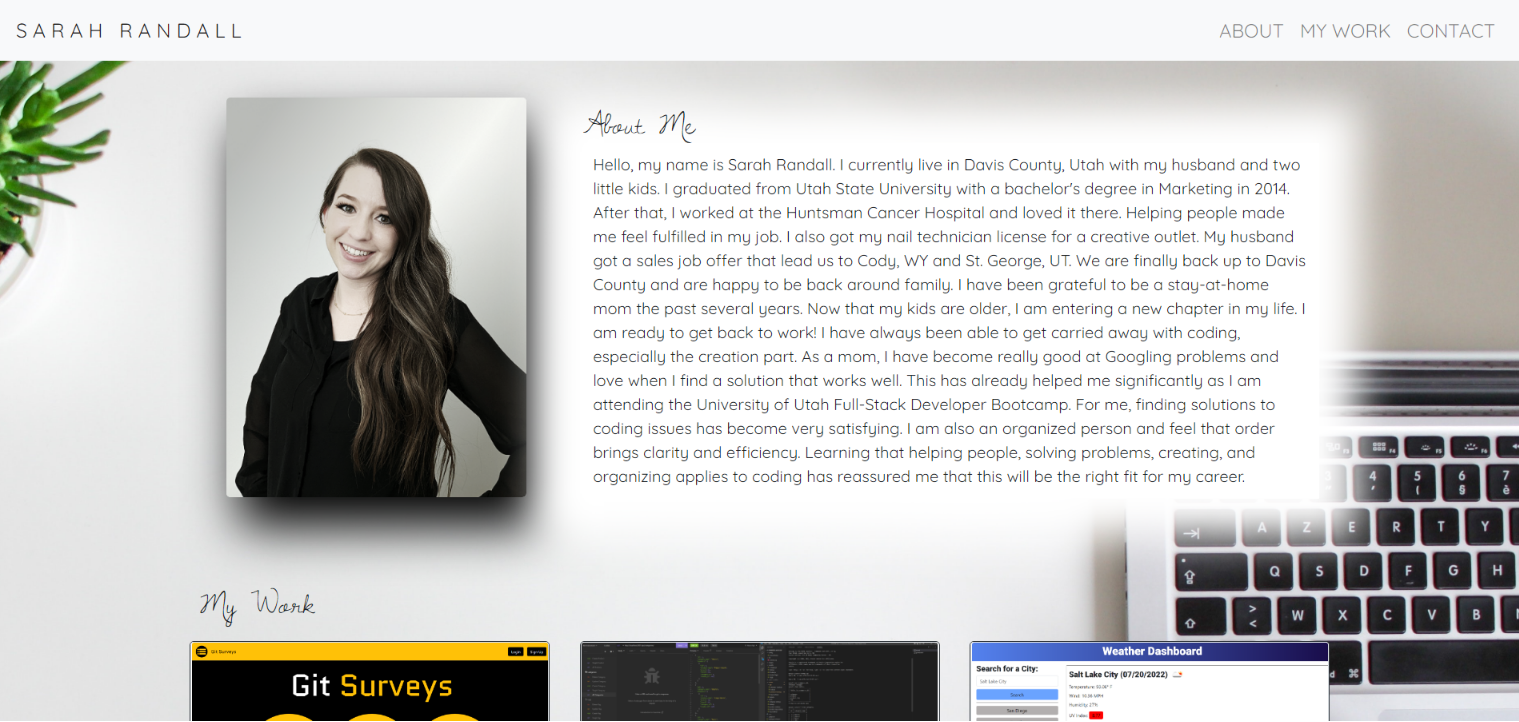 SARAH RANDALL
ABOUT MY WORK CONTACT
About Me
Hello, my name is Sarah Randall. I currently live in Davis County, Utah with my husband and two
little kids. I graduated from Utah State University with a bachelor's degree in Marketing in 2014.
After that, I worked at the Huntsman Cancer Hospital and loved it there. Helping people made
me feel fulfilled in my job. I also got my nail technician license for a creative outlet. My husband
got a sales job offer that lead us to Cody, WY and St. George, UT. We are finally back up to Davis
County and are happy to be back around family. I have been grateful to be a stay-at-home
mom the past several years. Now that my kids are older, I am entering a new chapter in my life. I
am ready to get back to work! I have always been able to get carried away with coding,
especially the creation part. As a mom, I have become really good at Googling problems and
love when I find a solution that works well. This has already helped me significantly as I am
attending the University of Utah Full-Stack Developer Bootcamp. For me, finding solutions to
coding issues has become very satisfying. I am also an organized person and feel that order
brings clarity and efficiency. Learning that helping people, solving problems, creating, and
organizing applies to coding has reassured me that this will be the right fit for my career.
4 5 6 7
' ( § è
A Z E R T Y
Q S D F G H
> < W X C V B
My Work
Git Surveys
Git Surveys
Weather Dashboard
Search for a City:
Salt Lake City
Search
San Diego
Salt Lake City (07/20/2022)